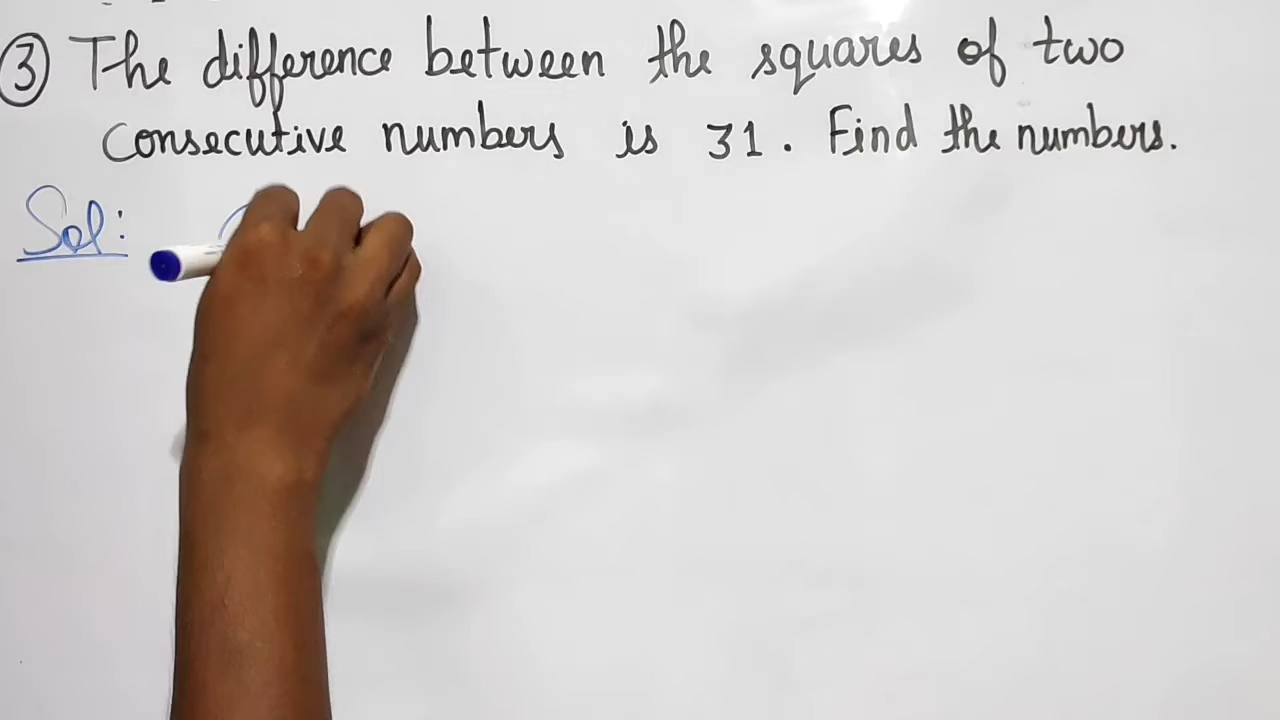 ③ The difference between the squares of two
consecutive numbers is 31. Find the numbers.
Sol: